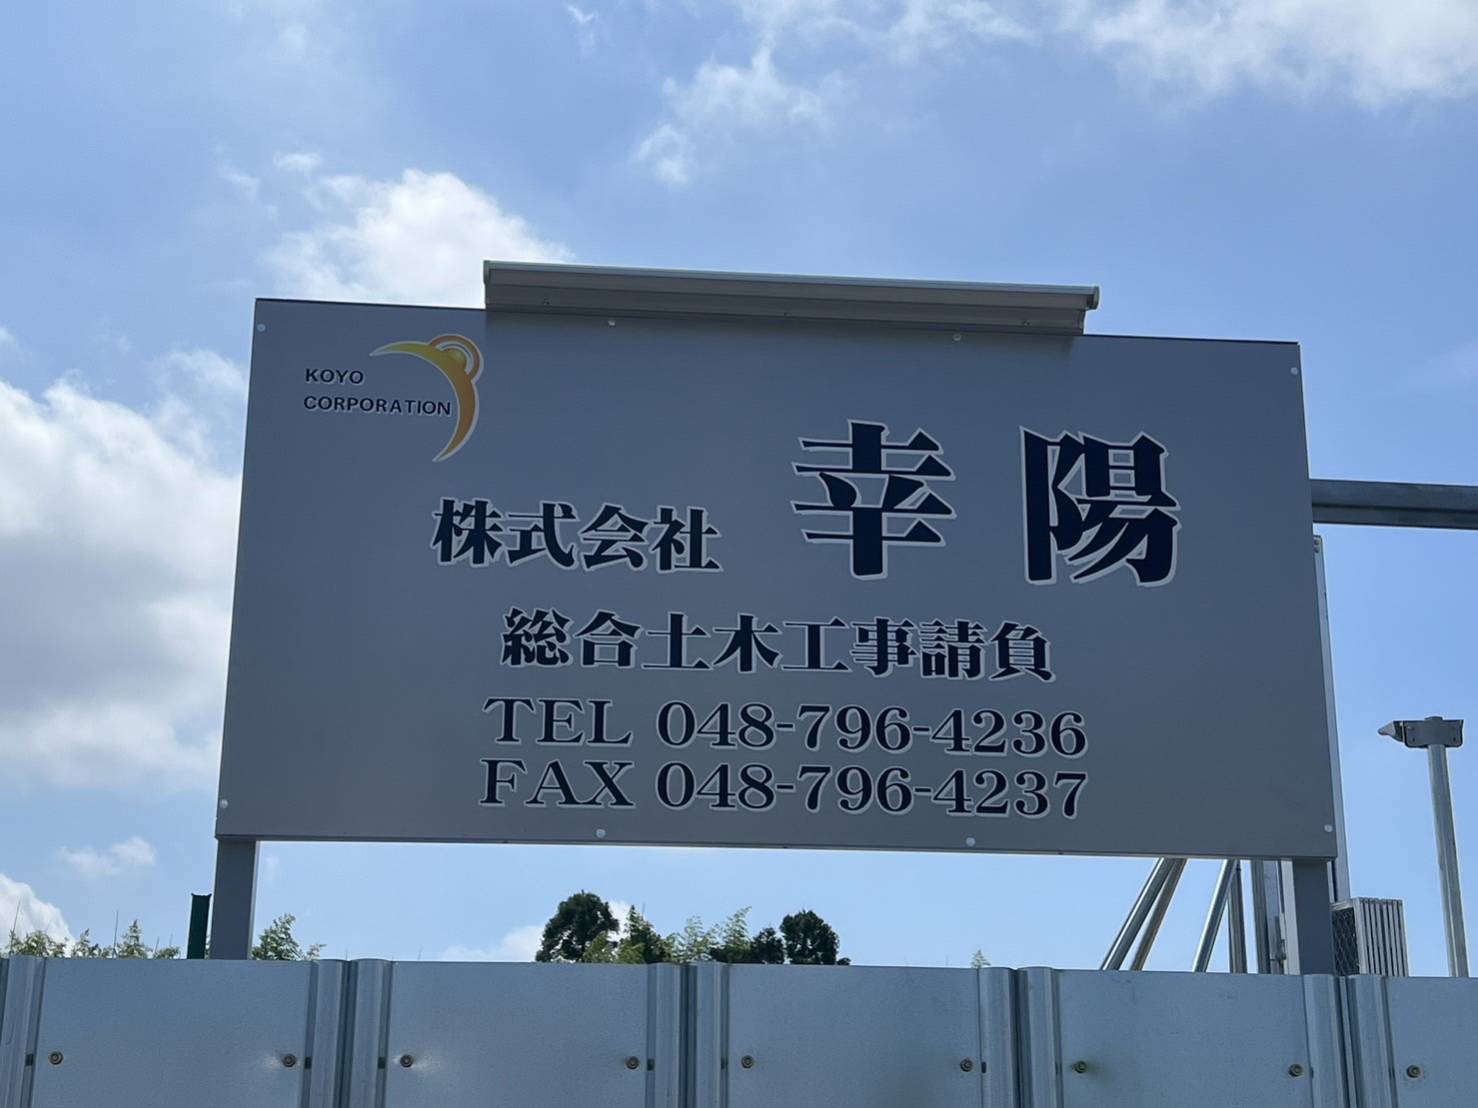 KOYO
CORPORATION
株式会社 幸陽
総合土木工事請負
TEL 048-796-4236
FAX 048-796-4237